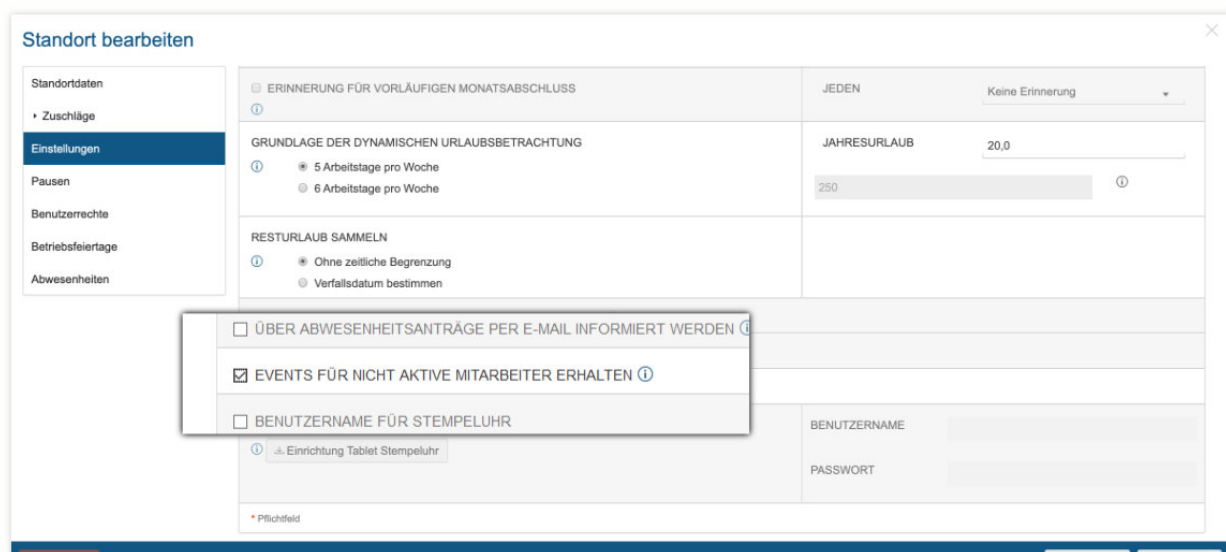 Standort bearbeiten
Standortdaten
Zuschläge
Einstellungen
Pausen
Benutzerrechte
Betriebsfeiertage
Abwesenheiten
ERINNERUNG FÜR VORLÄUFIGEN MONATSABSCHLUSS
JEDEN
Keine Erinnerung
GRUNDLAGE DER DYNAMISCHEN URLAUBSBETRACHTUNG
5 Arbeitstage pro Woche
6 Arbeitstage pro Woche
JAHRESURLAUB
20,0
250
RESTURLAUB SAMMELN
Ohne zeitliche Begrenzung
Verfallsdatum bestimmen
ÜBER ABWESENHEITSANTRÄGE PER E-MAIL INFORMIERT WERDEN
EVENTS FÜR NICHT AKTIVE MITARBEITER ERHALTEN
BENUTZERNAME FÜR STEMPELUHR
Einrichtung Tablet Stempeluhr
BENUTZERNAME
PASSWORT
* Pflichtfeld